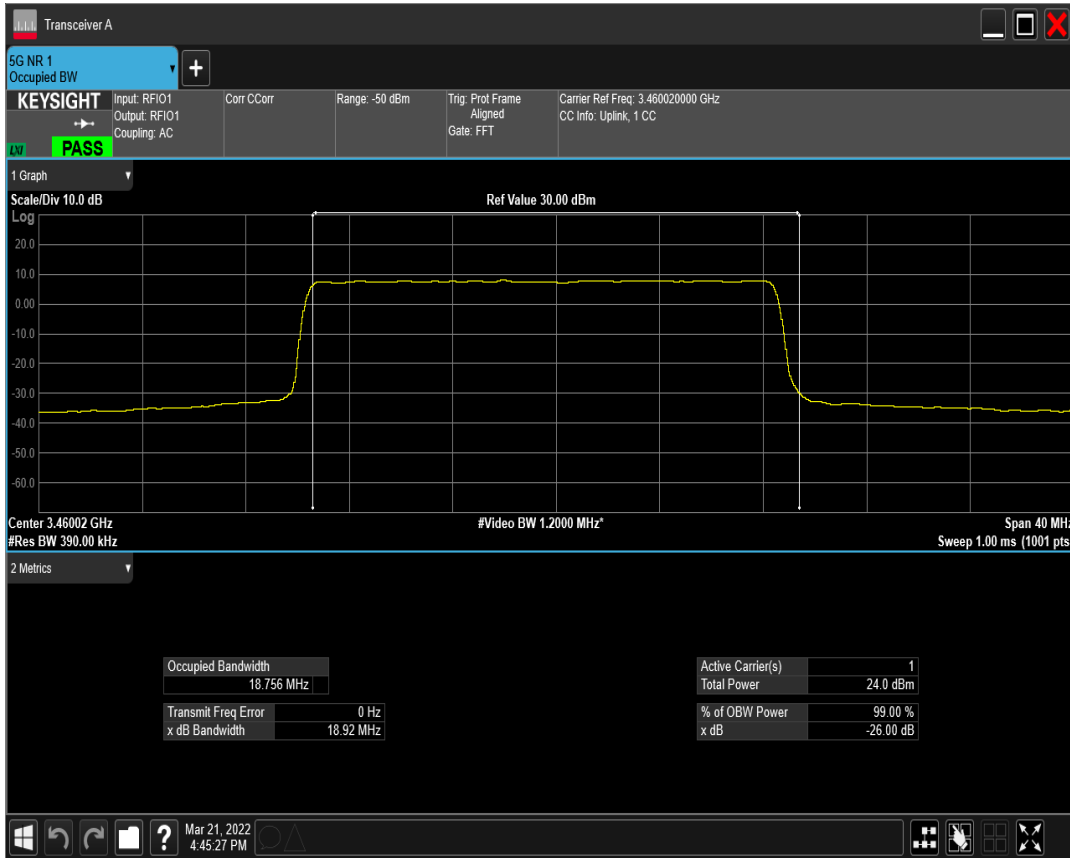 Transceiver A
5G NR 1
Occupied BW
+
KEYSIGHT
LXI
PASS
Input: RFIO1
Output: RFIO1
Coupling: AC
Corr CCorr
Range: -50 dBm
Trig: Prot Frame
Aligned
Gate: FFT
Carrier Ref Freq: 3.460020000 GHz
CC Info: Uplink, 1 CC
1 Graph
Scale/Div 10.0 dB
Ref Value 30.00 dBm
Log
20.0
10.0
0.00
-10.0
-20.0
-30.0
-40.0
-50.0
-60.0
Center 3.46002 GHz
#Video BW 1.2000 MHz*
Span 40 MHz
#Res BW 390.00 kHz
Sweep 1.00 ms (1001 pts
2 Metrics
Occupied Bandwidth
18.756 MHz
Transmit Freq Error 0 Hz
x dB Bandwidth 18.92 MHz
Active Carrier(s) 1
Total Power 24.0 dBm
% of OBW Power 99.00 %
x dB -26.00 dB
?
Mar 21, 2022
4:45:27 PM